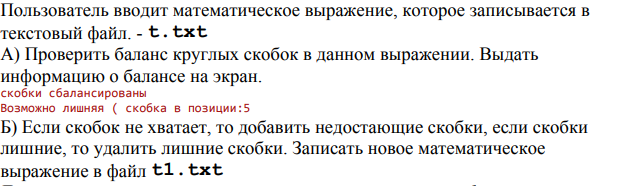 Пользователь вводит математическое выражение, которое записывается в
текстовый файл. - t.txt
А) Проверить баланс круглых скобок в данном выражении. Выдать
информацию о балансе на экран.
скобки сбалансированы
Возможно лишняя ( скобка в позиции:5
Б) Если скобок не хватает, то добавить недостающие скобки, если скобки
лишние, то удалить лишние скобки. Записать новое математическое
выражение в файл t1.txt